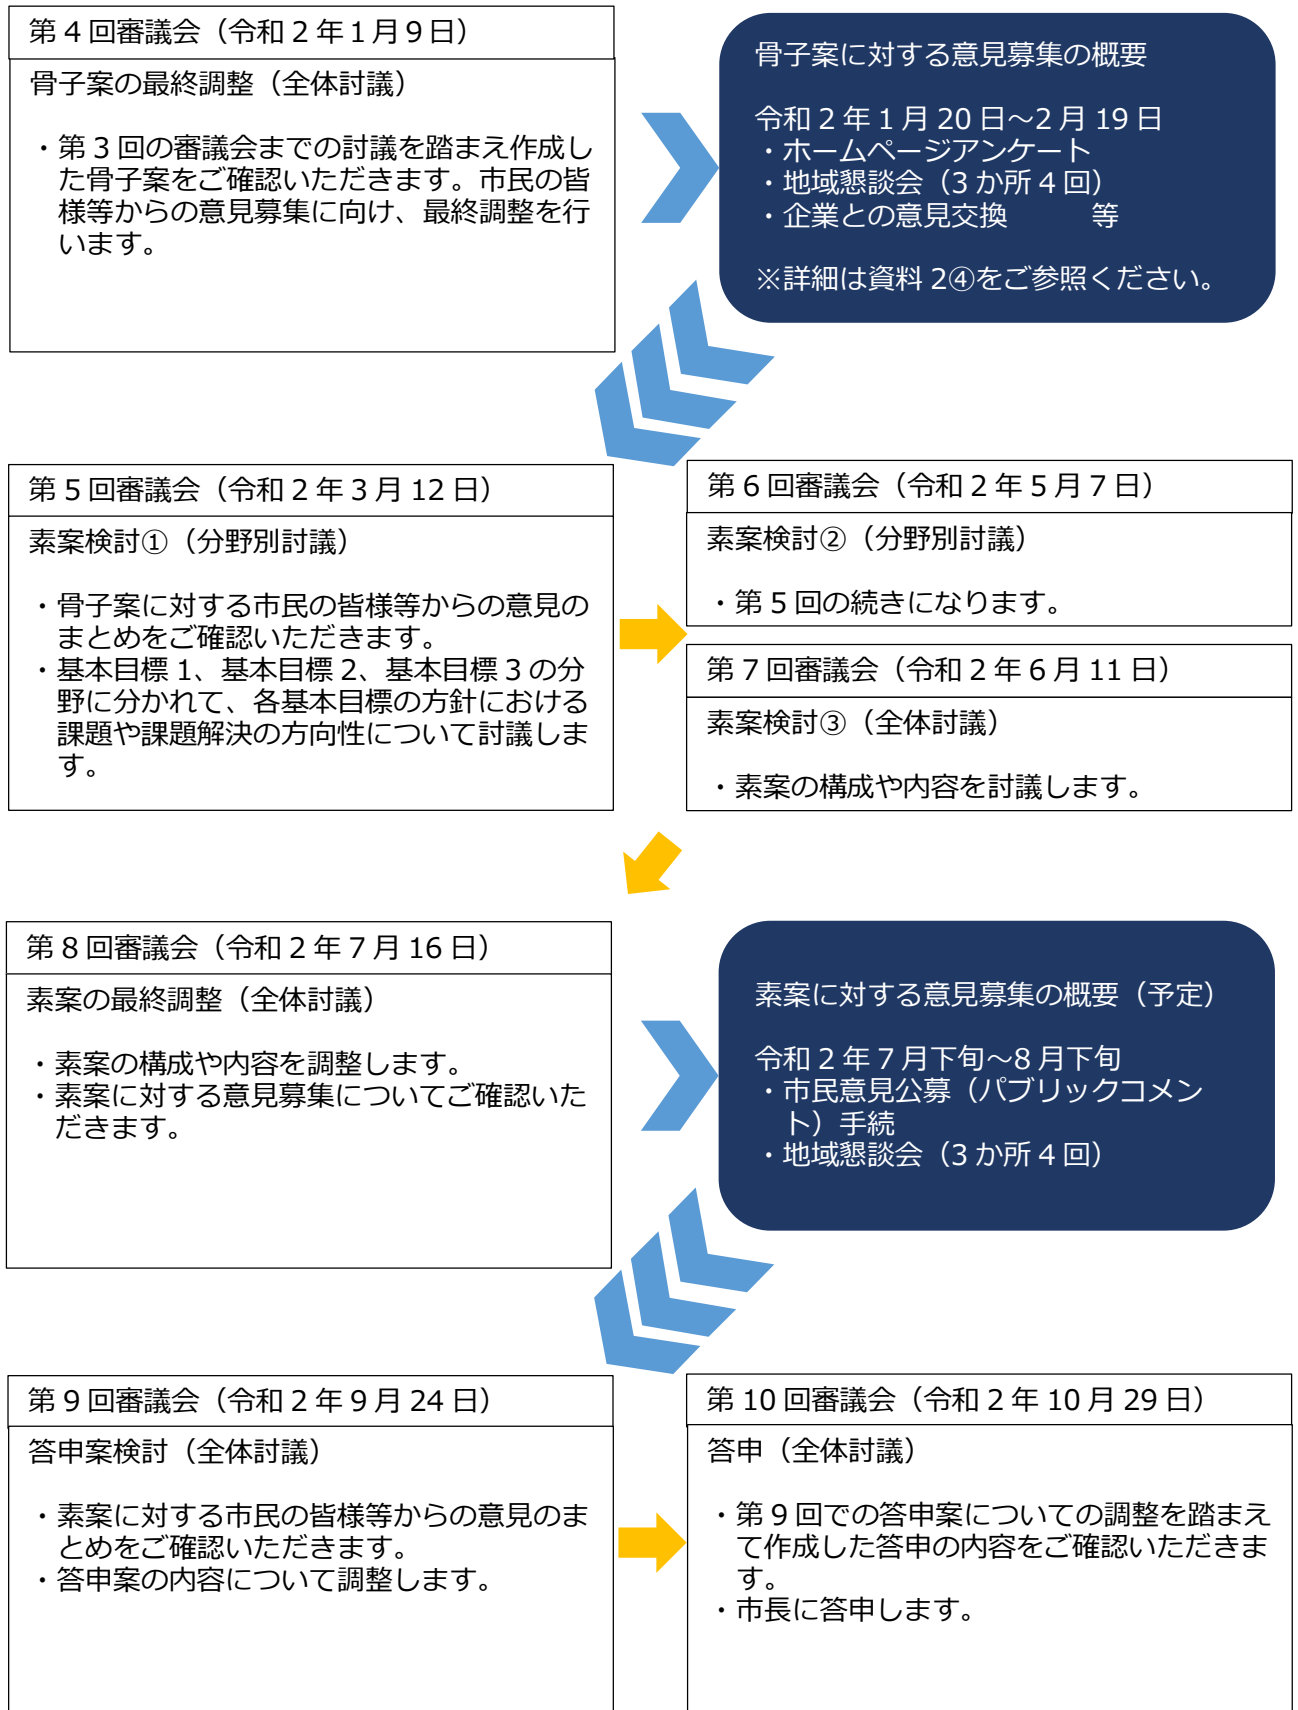 第4回審議会（令和2年1月9日）
骨子案の最終調整（全体討議）
・第3回の審議会までの討議を踏まえ作成し
た骨子案をご確認いただきます。市民の皆
様等からの意見募集に向け、最終調整を行
います。
骨子案に対する意見募集の概要
令和2年1月20日～2月19日
・ホームページアンケート
・地域懇談会（3か所4回）
・企業との意見交換　　　等
※詳細は資料2④をご参照ください。
第5回審議会（令和2年3月12日）
素案検討①（分野別討議）
・骨子案に対する市民の皆様等からの意見の
まとめをご確認いただきます。
・基本目標1、基本目標2、基本目標3の分
野に分かれて、各基本目標の方針における
課題や課題解決の方向性について討議しま
す。
第6回審議会（令和2年5月7日）
素案検討②（分野別討議）
・第5回の続きになります。
第7回審議会（令和2年6月11日）
素案検討③（全体討議）
・素案の構成や内容を討議します。
第8回審議会（令和2年7月16日）
素案の最終調整（全体討議）
・素案の構成や内容を調整します。
・素案に対する意見募集についてご確認いた
だきます。
素案に対する意見募集の概要（予定）
令和2年7月下旬～8月下旬
・市民意見公募（パブリックコメン
ト）手続
・地域懇談会（3か所4回）
第9回審議会（令和2年9月24日）
答申案検討（全体討議）
・素案に対する市民の皆様等からの意見のま
とめをご確認いただきます。
・答申案の内容について調整します。
第10回審議会（令和2年10月29日）
答申（全体討議）
・第9回での答申案についての調整を踏まえ
て作成した答申の内容をご確認いただきま
す。
・市長に答申します。